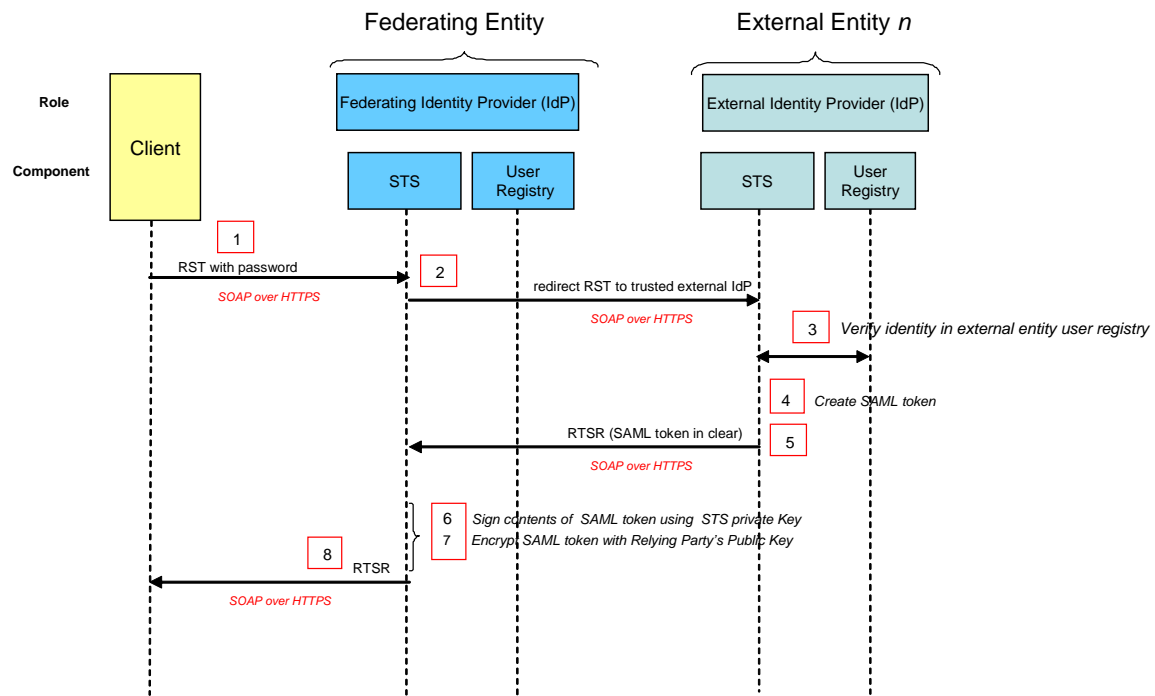 Federating Entity
External Entity n
Role
Federating Identity Provider (IdP)
External Identity Provider (IdP)
Client
Component
STS
User
Registry
STS
User
Registry
1
RST with password
SOAP over HTTPS
2
redirect RST to trusted external IdP
SOAP over HTTPS
3
Verify identity in external entity user registry
4
Create SAML token
RTSR (SAML token in clear)
5
SOAP over HTTPS
6
Sign contents of SAML token using STS private Key
7
Encrypt SAML token with Relying Party's Public Key
8
RTSR
SOAP over HTTPS